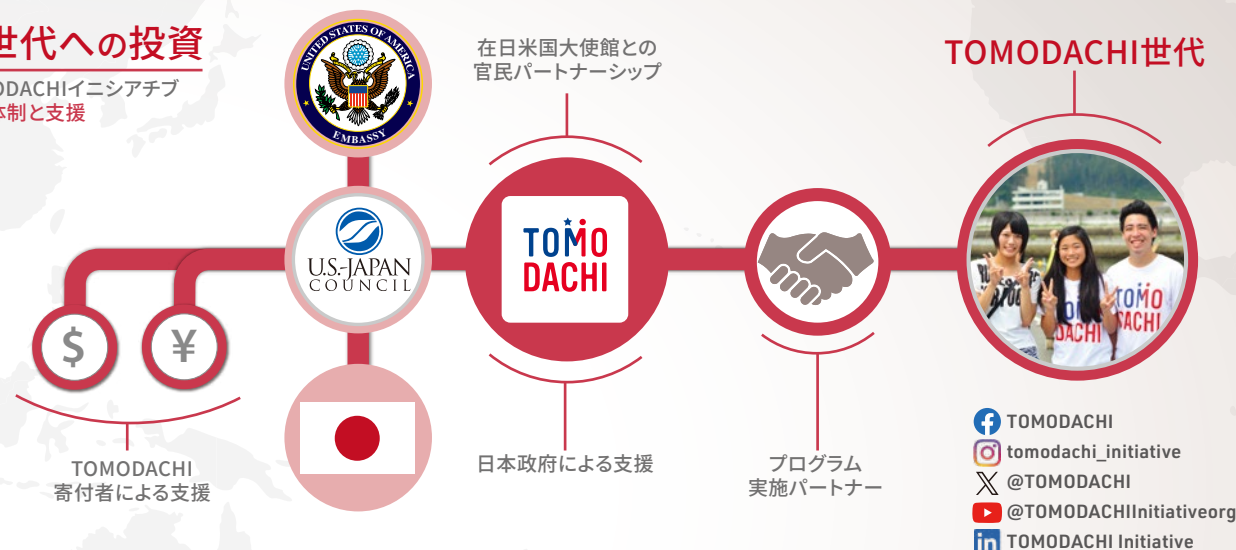 世代への投資
ODACHIイニシアチブ
体制と支援
UNITED STATES OF AMERICA
EMBASSY
U.S.-JAPAN
COUNCIL
$
¥
TOMODACHI
寄付者による支援
在日米国大使館との
官民パートナーシップ
TOMO
DACHI
日本政府による支援
プログラム
実施パートナー
TOMODACHI世代
TOMO
DACHI
TOMODACHI
tomodachi_initiative
@TOMODACHI
@TOMODACHIInitiativeorg
TOMODACHI Initiative